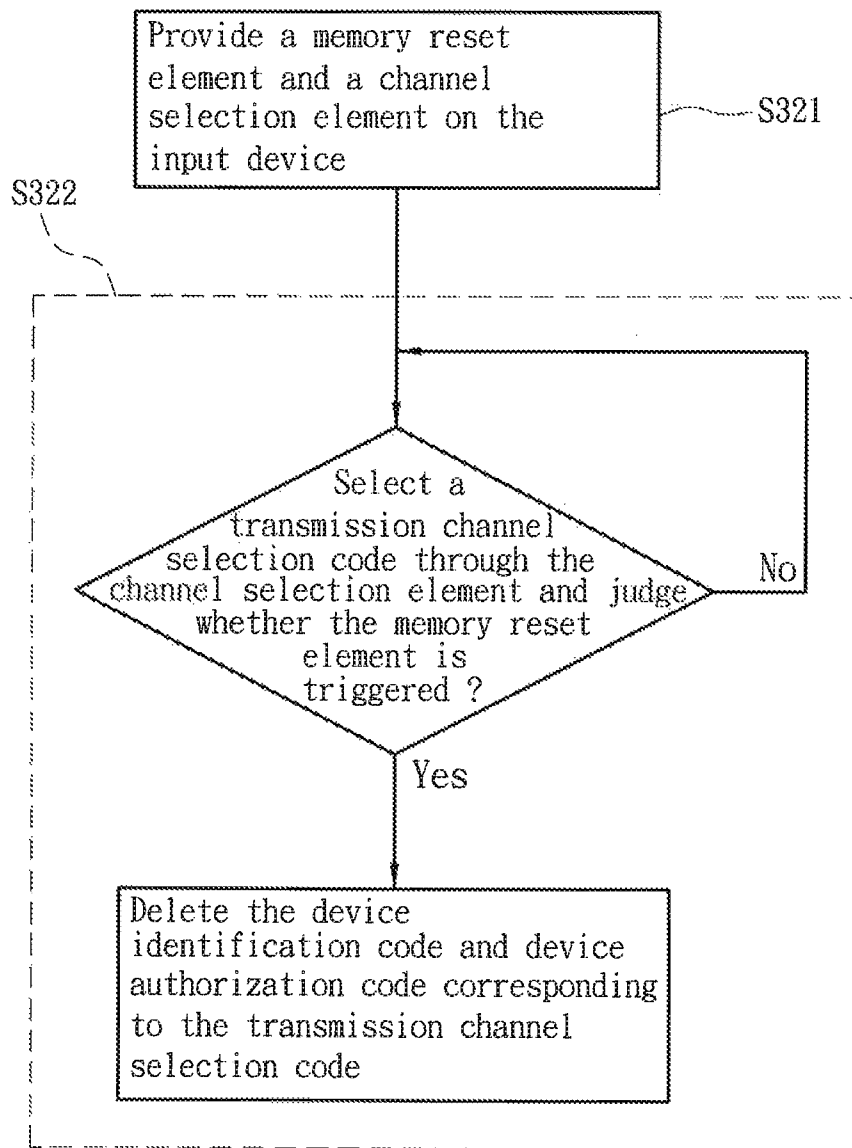 Provide a memory reset
element and a channel
selection element on the
input device
S321
S322
Select a
transmission channel
selection code through the
channel selection element and judge
whether the memory reset
element is
triggered ?
No
Yes
Delete the device
identification code and device
authorization code corresponding
to the transmission channel
selection code